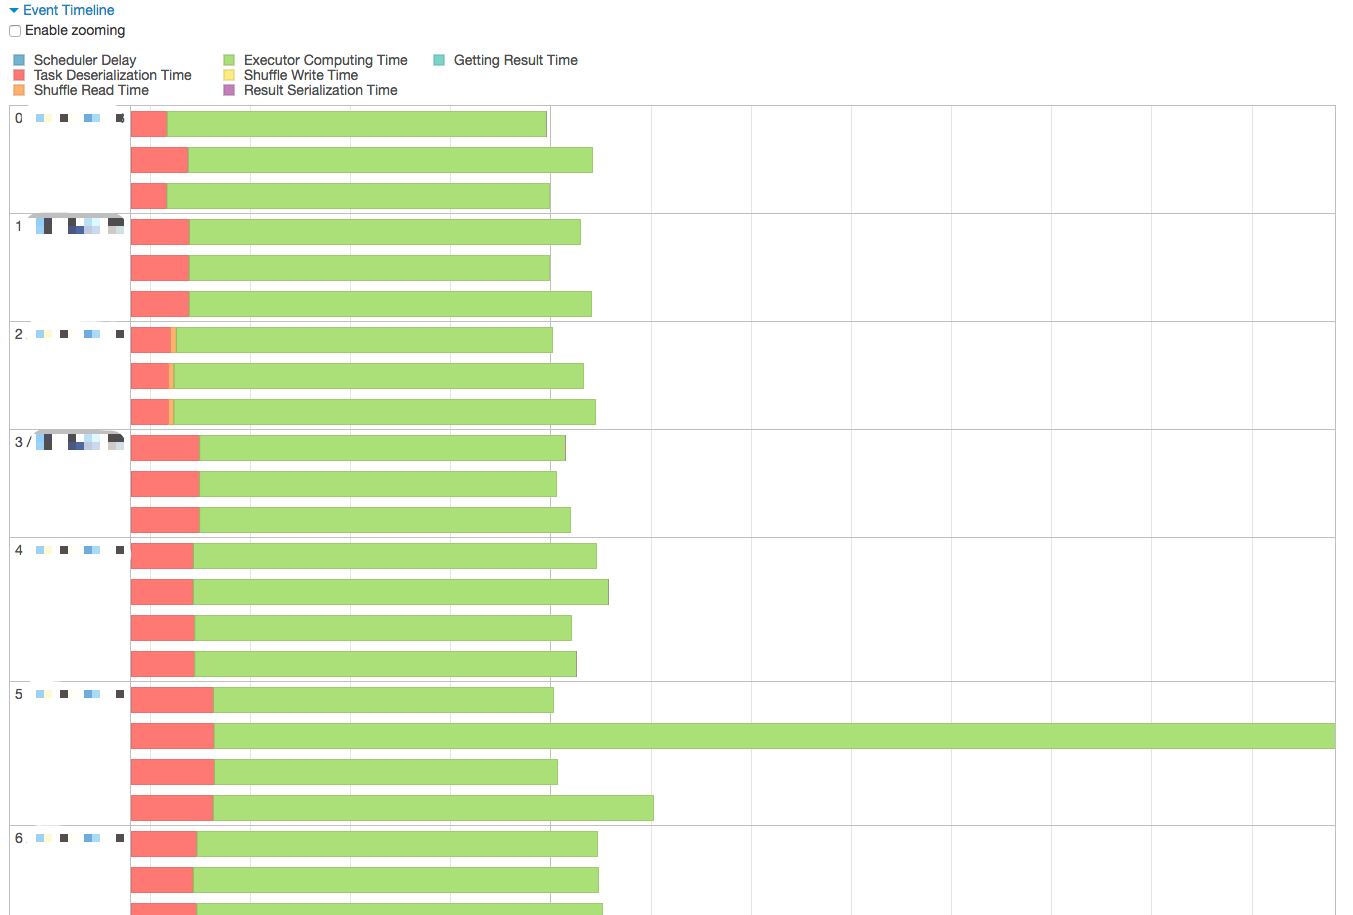 Event Timeline
Enable zooming
Scheduler Delay
Executor Computing Time
Getting Result Time
Task Deserialization Time
Shuffle Write Time
Shuffle Read Time
Result Serialization Time
0
1
2
3 /
4
5
6